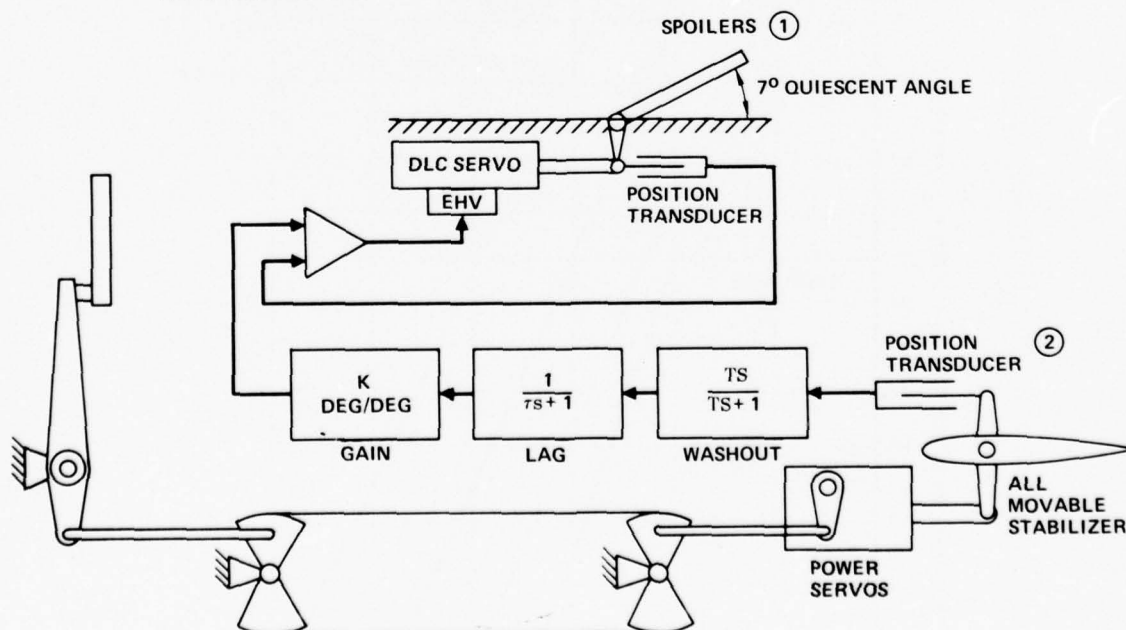 SPOILERS ①
7° QUIESCENT ANGLE
DLC SERVO
EHV
POSITION
TRANSDUCER
POSITION
TRANSDUCER ②
K
DEG/DEG
GAIN
1
τS + 1
LAG
TS
TS + 1
WASHOUT
ALL
MOVABLE
STABILIZER
POWER
SERVOS